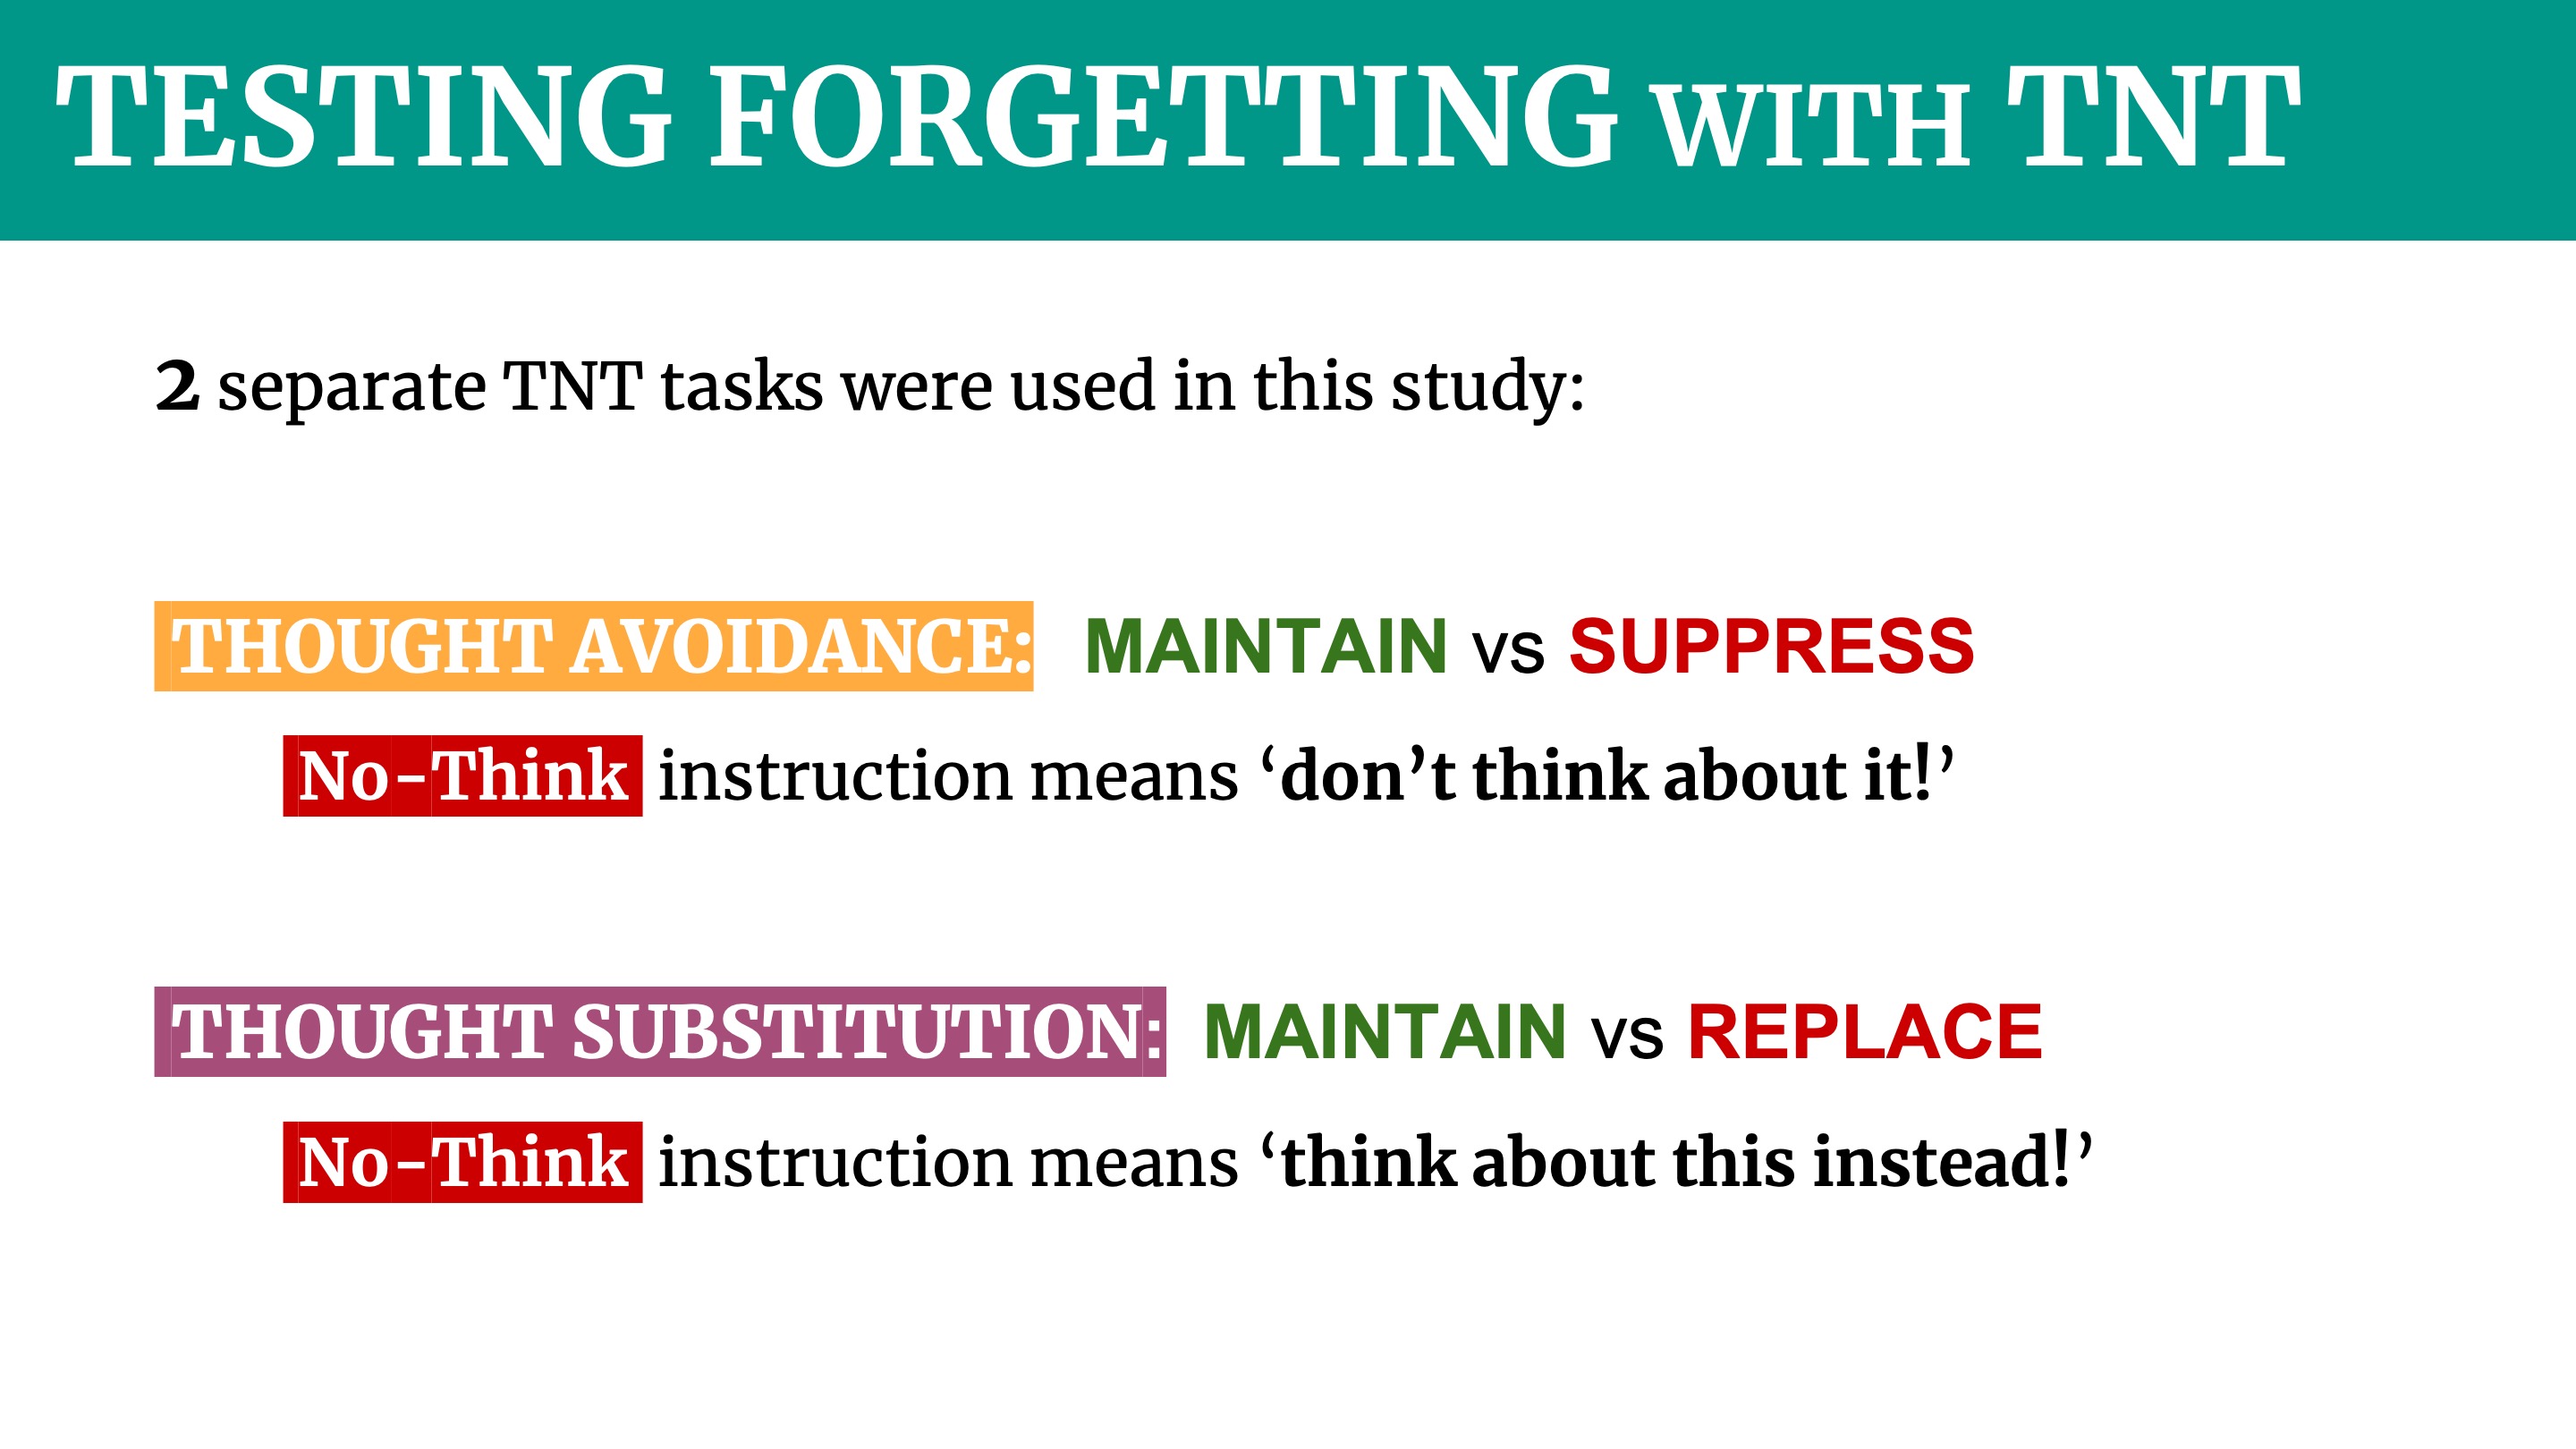 TESTING FORGETTING WITH TNT
2 separate TNT tasks were used in this study:
THOUGHT AVOIDANCE: MAINTAIN vs SUPPRESS
No-Think instruction means ‘don’t think about it!’
THOUGHT SUBSTITUTION: MAINTAIN vs REPLACE
No-Think instruction means ‘think about this instead!’